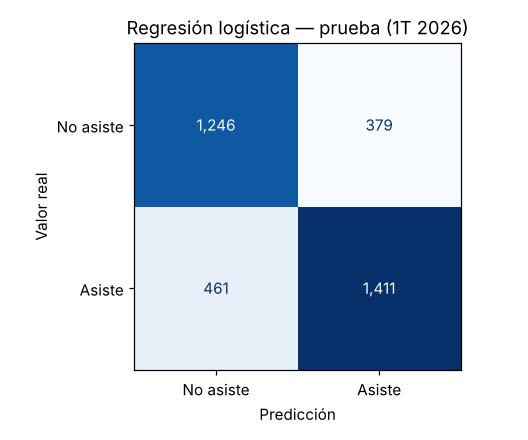 Regresión logística — prueba (1T 2026)
Valor real
No asiste
1,246
379
Asiste
461
1,411
No asiste
Asiste
Predicción